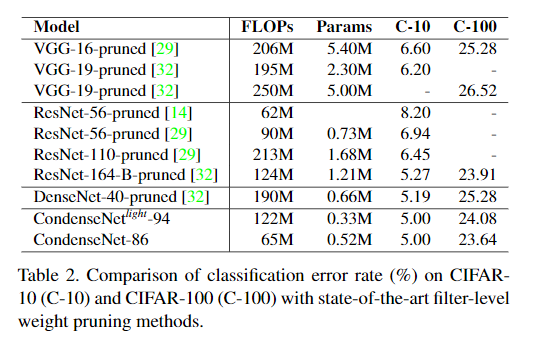 Model FLOPs Params C-10 C-100
VGG-16-pruned [29] 206M 5.40M 6.60 25.28
VGG-19-pruned [32] 195M 2.30M 6.20 -
VGG-19-pruned [32] 250M 5.00M - 26.52
ResNet-56-pruned [14] 62M 8.20 -
ResNet-56-pruned [29] 90M 0.73M 6.94 -
ResNet-110-pruned [29] 213M 1.68M 6.45 -
ResNet-164-B-pruned [32] 124M 1.21M 5.27 23.91
DenseNet-40-pruned [32] 190M 0.66M 5.19 25.28
CondenseNetlight-94 122M 0.33M 5.00 24.08
CondenseNet-86 65M 0.52M 5.00 23.64
Table 2. Comparison of classification error rate (%) on CIFAR-
10 (C-10) and CIFAR-100 (C-100) with state-of-the-art filter-level
weight pruning methods.